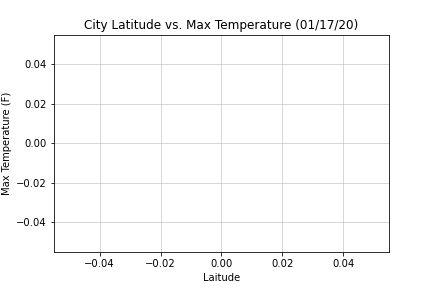 City Latitude vs. Max Temperature (01/17/20)
Max Temperature (F)
0.04
0.02
0.00
−0.02
−0.04
−0.04 −0.02 0.00 0.02 0.04
Laitude